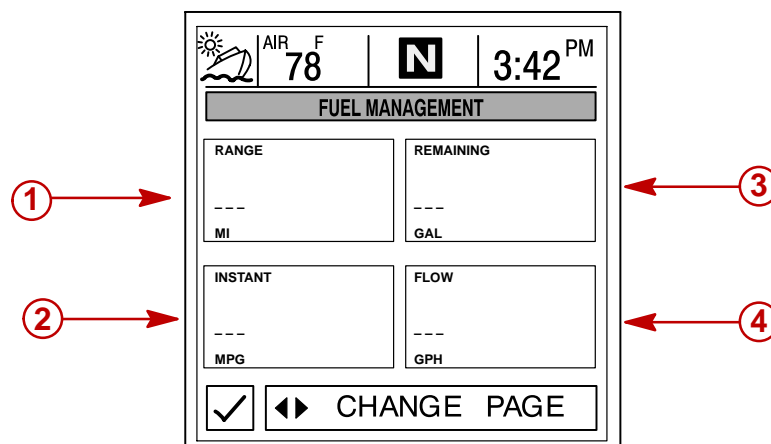 AIR F
78
N
3:42 PM
FUEL MANAGEMENT
RANGE
---
MI
REMAINING
---
GAL
INSTANT
---
MPG
FLOW
---
GPH
CHANGE PAGE
1
2
3
4